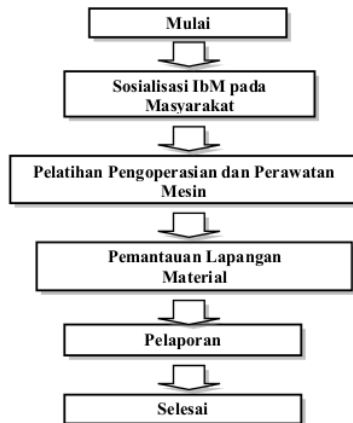 Mulai
Sosialisasi IbM pada
Masyarakat
Pelatihan Pengoperasian dan Perawatan
Mesin
Pemantauan Lapangan
Material
Pelaporan
Selesai